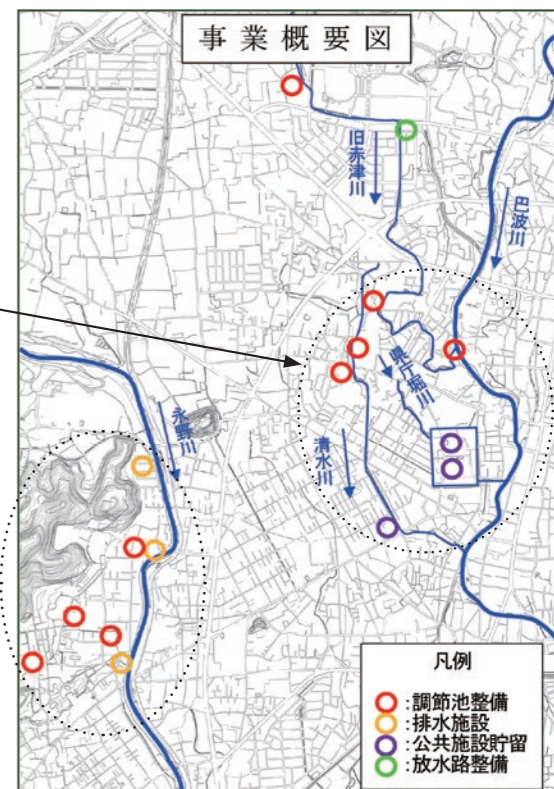 事業概要図
旧赤津川
巴波川
県庁堀川
永野川
清水川
凡例
:調節池整備
:排水施設
:公共施設貯留
:放水路整備